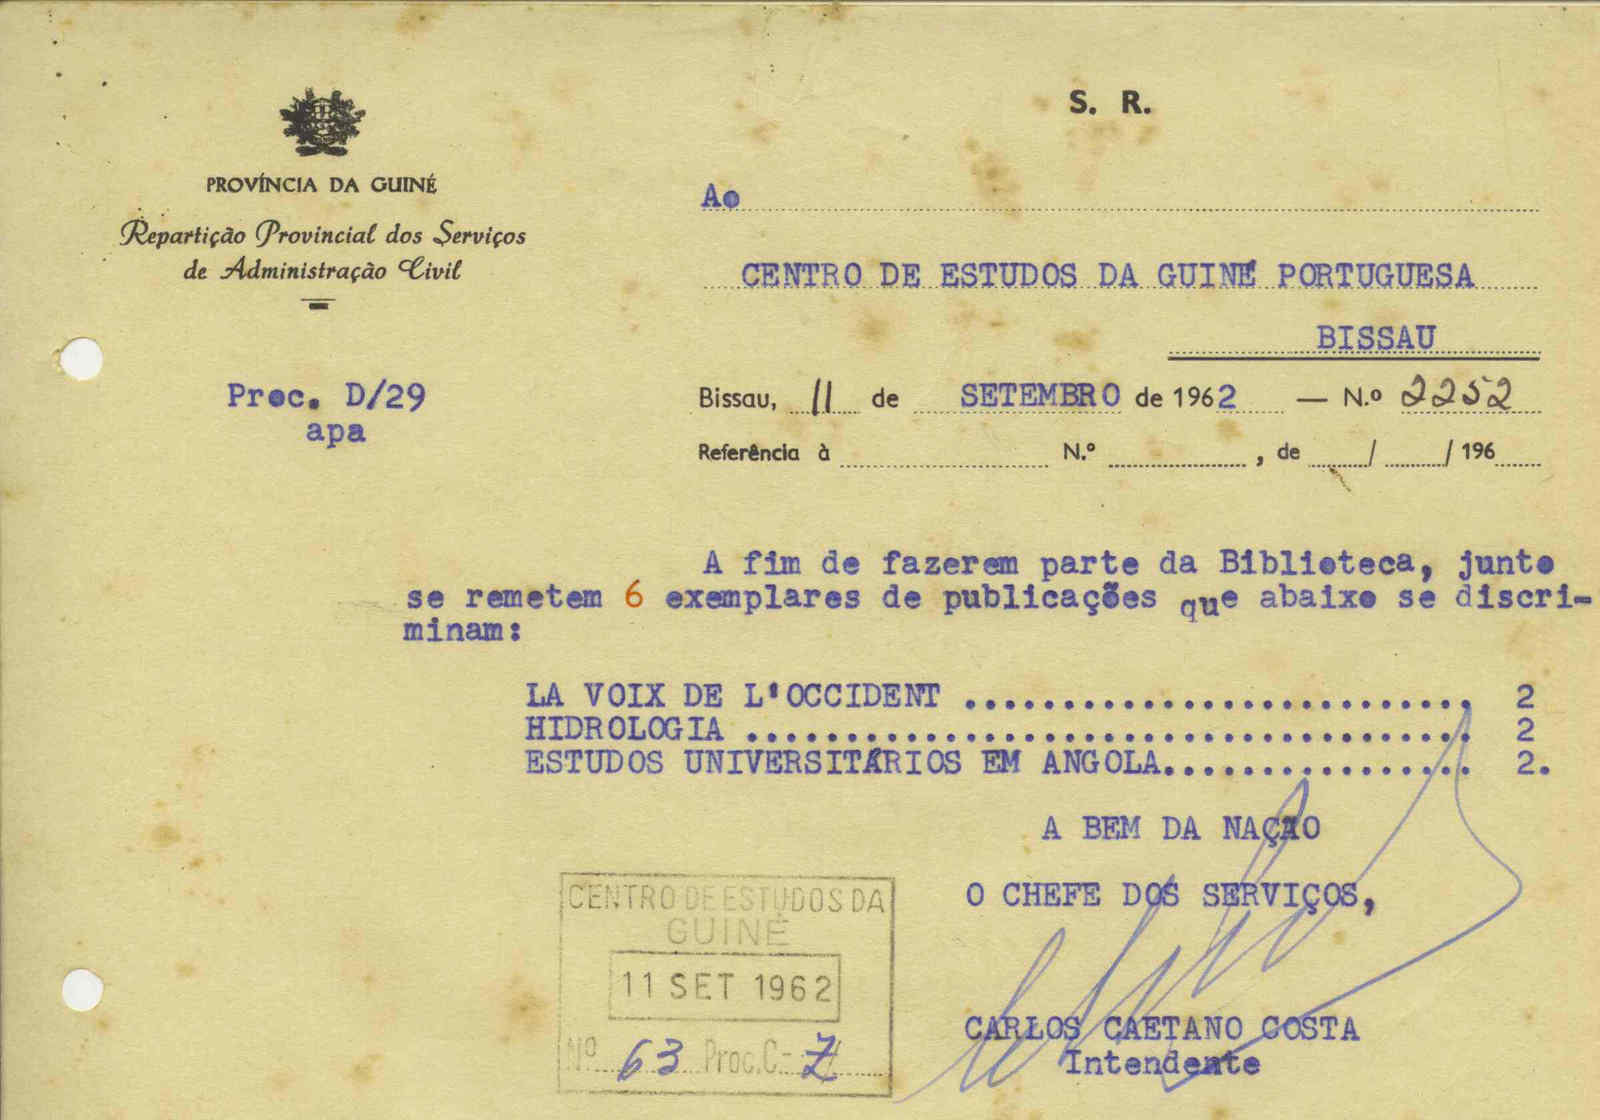 S. R.
PROVÍNCIA DA GUINÉ
Repartição Provincial dos Serviços
de Administração Civil
Ao
CENTRO DE ESTUDOS DA GUINÉ PORTUGUESA
BISSAU
Proc. D/29
apa
Bissau, 11 de SETEMBRO de 1962 — N.º 2252
Referência à N.º , de / / 196
A fim de fazerem parte da Biblioteca, junto
se remetem 6 exemplares de publicações que abaixo se discri-
minam:
LA VOIX DE L'OCCIDENT .......................... 2
HIDROLOGIA ..................................... 2
ESTUDOS UNIVERSITÁRIOS EM ANGOLA................ 2.
A BEM DA NAÇÃO
O CHEFE DOS SERVIÇOS,
CARLOS CAETANO COSTA
Intendente
CENTRO DE ESTUDOS DA
GUINÉ
11 SET 1962
Nº 63 Proc. C- 7